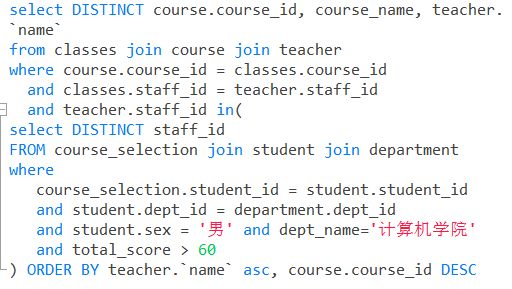 select DISTINCT course.course_id, course_name, teacher.
`name`
from classes join course join teacher
where course.course_id = classes.course_id
and classes.staff_id = teacher.staff_id
and teacher.staff_id in(
select DISTINCT staff_id
FROM course_selection join student join department
where
course_selection.student_id = student.student_id
and student.dept_id = department.dept_id
and student.sex = '男' and dept_name='计算机学院'
and total_score > 60
) ORDER BY teacher.`name` asc, course.course_id DESC